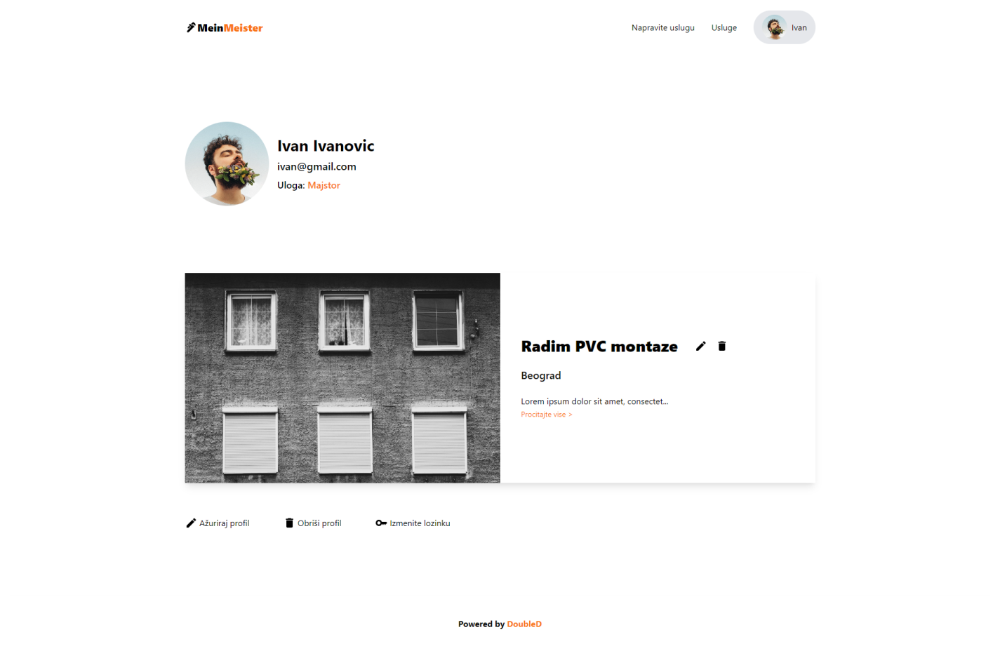 MeinMeister
Napravite uslugu
Usluge
Ivan
Ivan Ivanovic
ivan@gmail.com
Uloga: Majstor
Radim PVC montaze
Beograd
Lorem ipsum dolor sit amet, consectet...
Procitajte vise >
Ažuriraj profil
Obriši profil
Izmenite lozinku
Powered by DoubleD